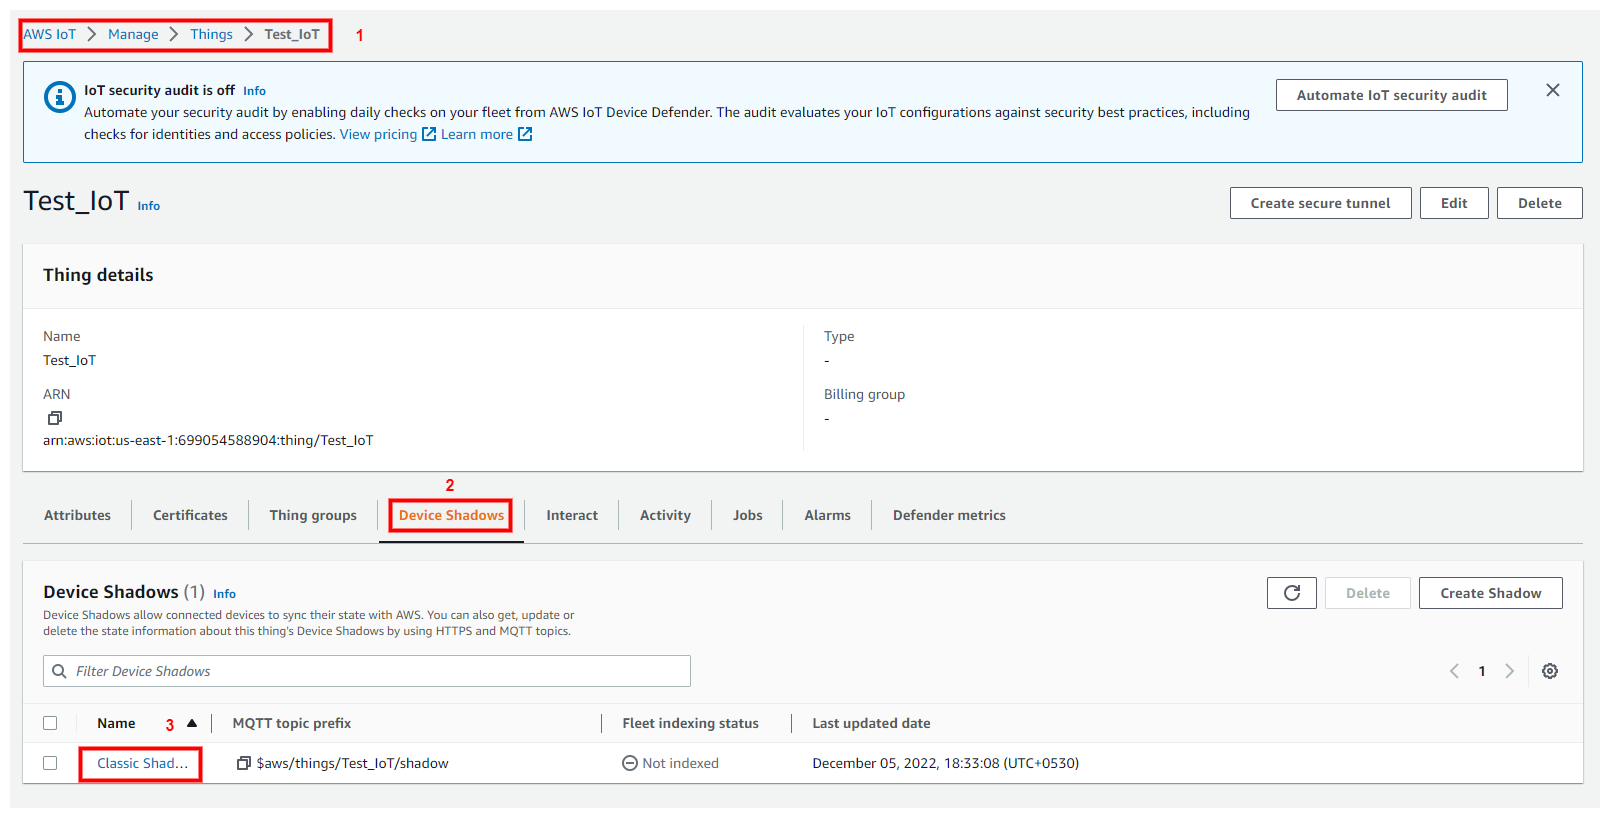 AWS IoT > Manage > Things > Test_IoT 1
IoT security audit is off Info
Automate your security audit by enabling daily checks on your fleet from AWS IoT Device Defender. The audit evaluates your IoT configurations against security best practices, including
checks for identities and access policies. View pricing Learn more
Automate IoT security audit
Test_IoT Info
Create secure tunnel Edit Delete
Thing details
Name
Test_IoT
ARN
arn:aws:iot:us-east-1:699054588904:thing/Test_IoT
Type
-
Billing group
-
2
Attributes Certificates Thing groups Device Shadows Interact Activity Jobs Alarms Defender metrics
Device Shadows (1) Info
Device Shadows allow connected devices to sync their state with AWS. You can also get, update or
delete the state information about this thing's Device Shadows by using HTTPS and MQTT topics.
Delete Create Shadow
Filter Device Shadows
1
Name 3 MQTT topic prefix Fleet indexing status Last updated date
Classic Shad... $aws/things/Test_IoT/shadow Not indexed December 05, 2022, 18:33:08 (UTC+0530)